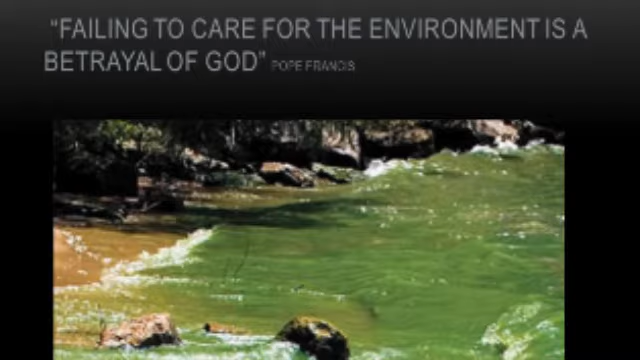 “FAILING TO CARE FOR THE ENVIRONMENT IS A
BETRAYAL OF GOD” POPE FRANCIS